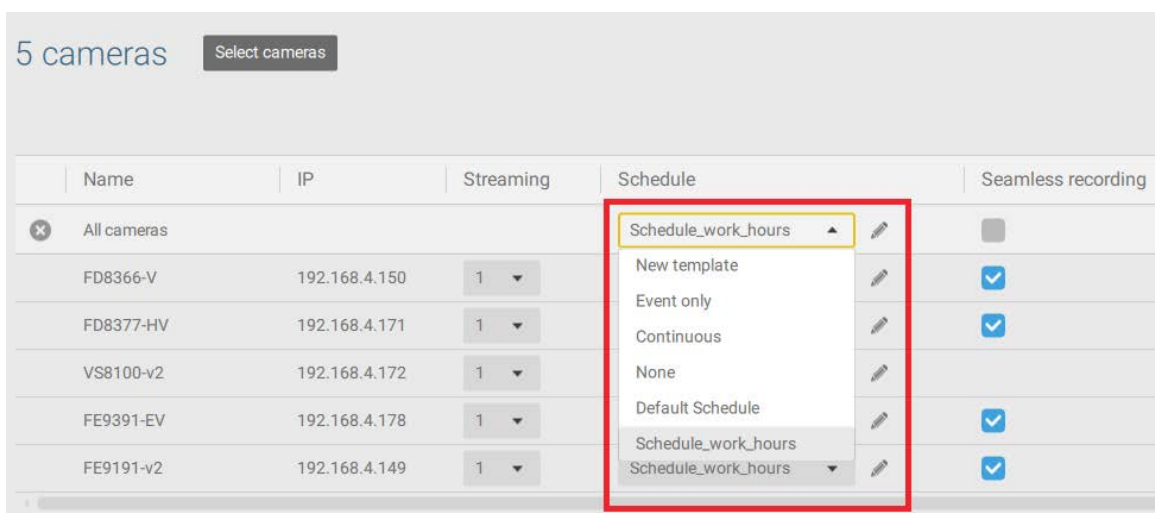 5 cameras Select cameras
Name IP Streaming Schedule Seamless recording
All cameras Schedule_work_hours
New template
FD8366-V 192.168.4.150 1
Event only
FD8377-HV 192.168.4.171 1
Continuous
VS8100-v2 192.168.4.172 1 None
Default Schedule
FE9391-EV 192.168.4.178 1
Schedule_work_hours
FE9191-v2 192.168.4.149 1 Schedule_work_hours